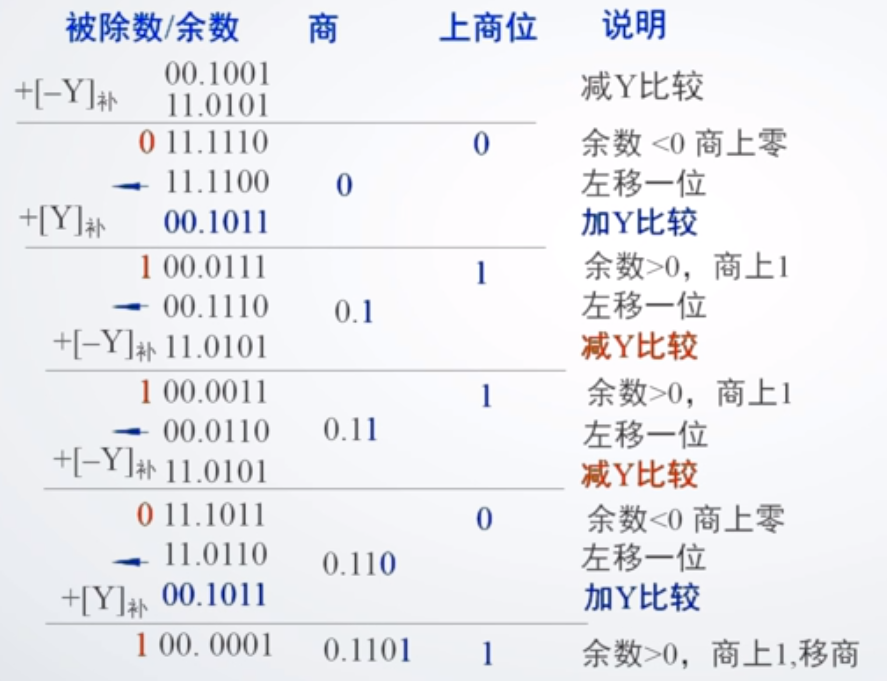 被除数/余数 商 上商位 说明
00.1001
+[–Y]补 11.0101 减Y比较
0 11.1110 0 余数 <0 商上零
11.1100 0 左移一位
+[Y]补 00.1011 加Y比较
1 00.0111 1 余数>0，商上1
00.1110 0.1 左移一位
+[–Y]补 11.0101 减Y比较
1 00.0011 1 余数>0，商上1
00.0110 0.11 左移一位
+[–Y]补 11.0101 减Y比较
0 11.1011 0 余数<0 商上零
11.0110 0.110 左移一位
+[Y]补 00.1011 加Y比较
1 00. 0001 0.1101 1 余数>0，商上1,移商